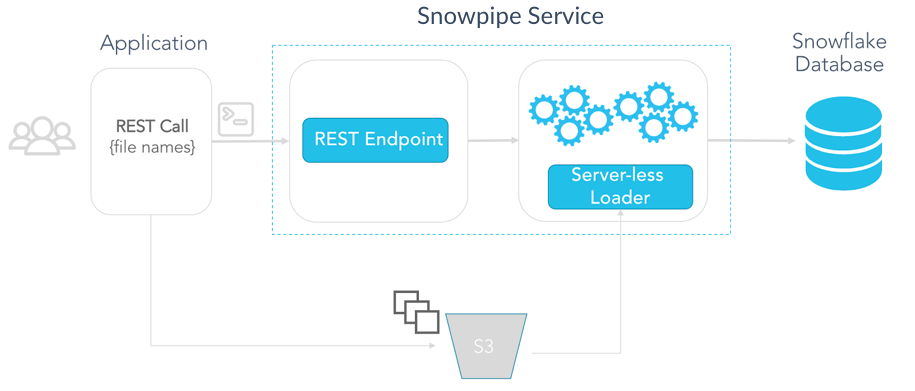 Snowpipe Service
Application
Snowflake
Database
REST Call
{file names}
REST Endpoint
Server-less
Loader
S3